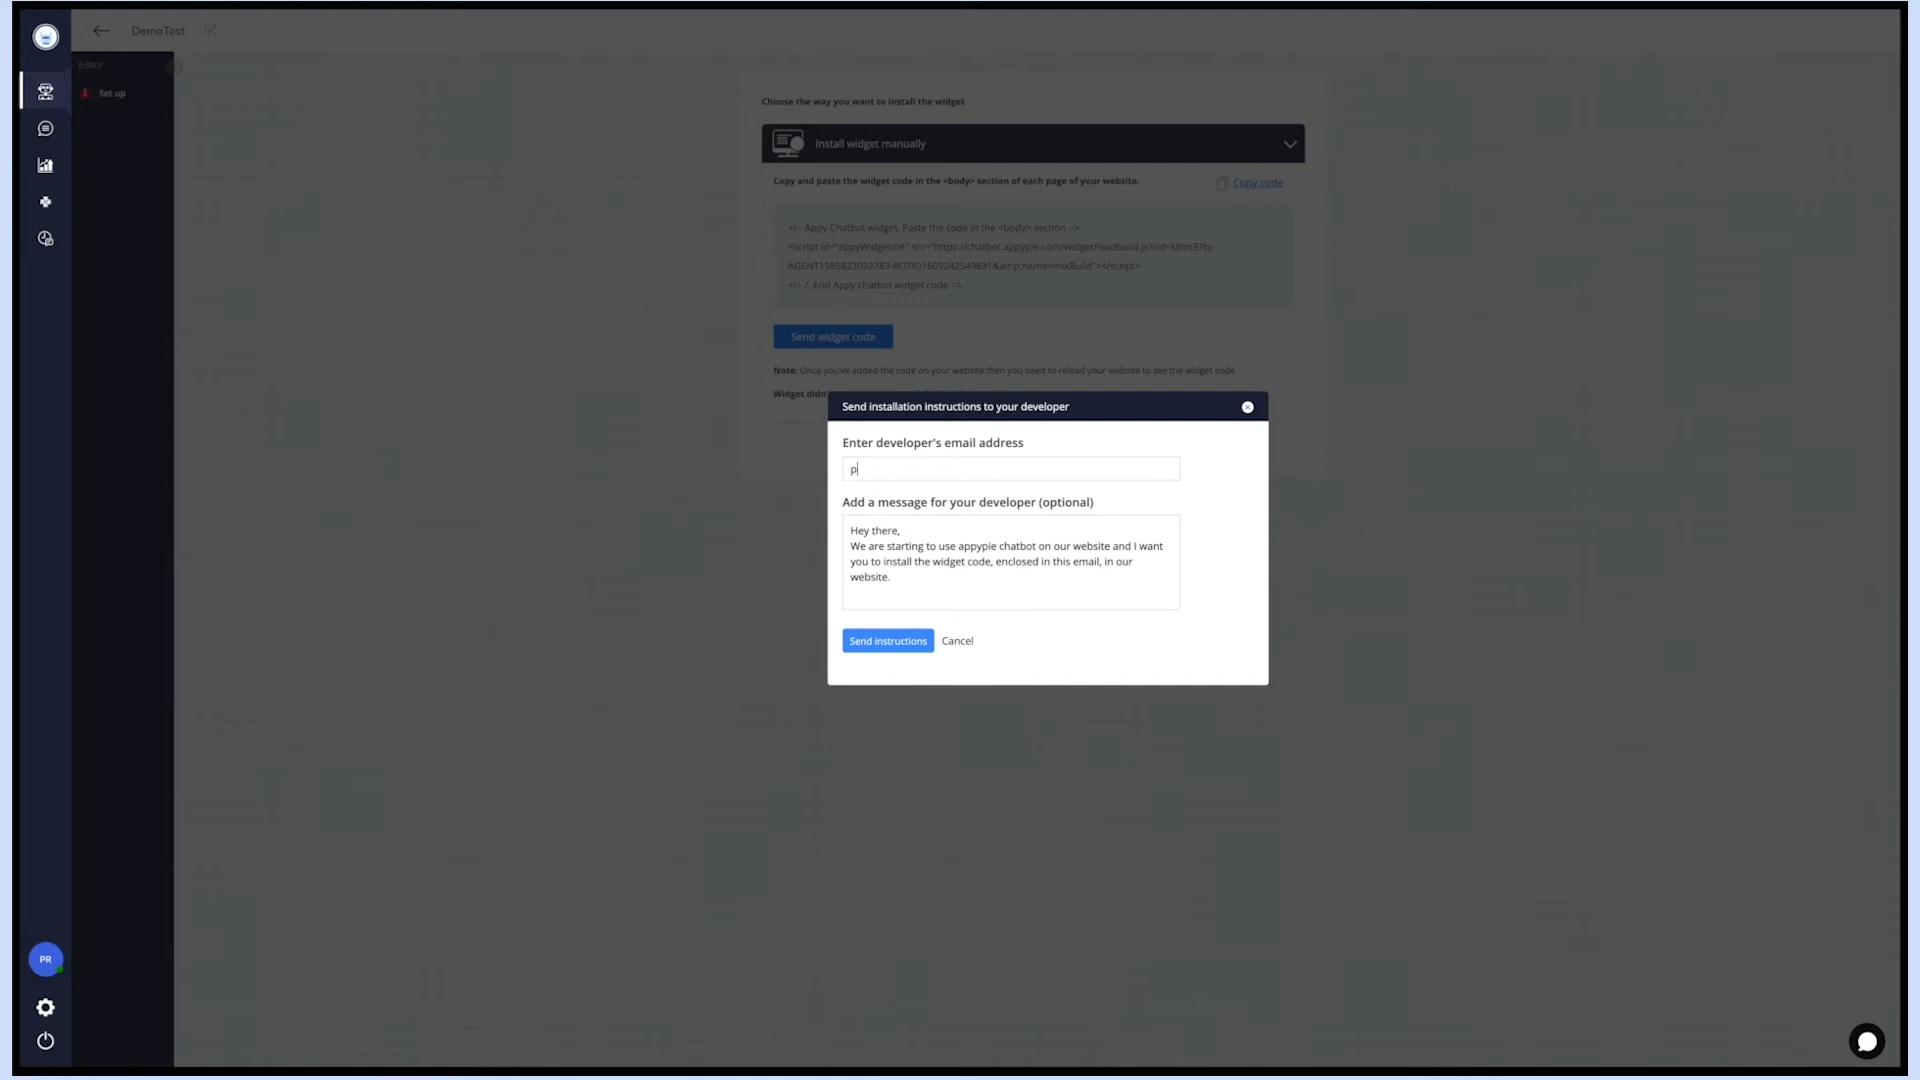 DemoTest
Editor
Set up
Choose the way you want to install the widget
Install widget manually
Copy and paste the widget code in the <body> section of each page of your website.
Copy code
<!-- Appy Chatbot widget, Paste the code in the <body> section -->
<script id="appyWidgetInit" src="https://chatbot.appypie.com/widget/loadbuild.js?cid=k8lm37bj-
AGENT1585823032783-BOTID1609242549831&amp;name=mixBuild"></script>
<!-- /. End Appy chatbot widget code -->
Send widget code
Note: Once you've added the code on your website then you need to reload your website to see the widget code.
Widget didn'
Send installation instructions to your developer
Enter developer's email address
p
Add a message for your developer (optional)
Hey there,
We are starting to use appypie chatbot on our website and I want
you to install the widget code, enclosed in this email, in our
website.
Send instructions Cancel
PR